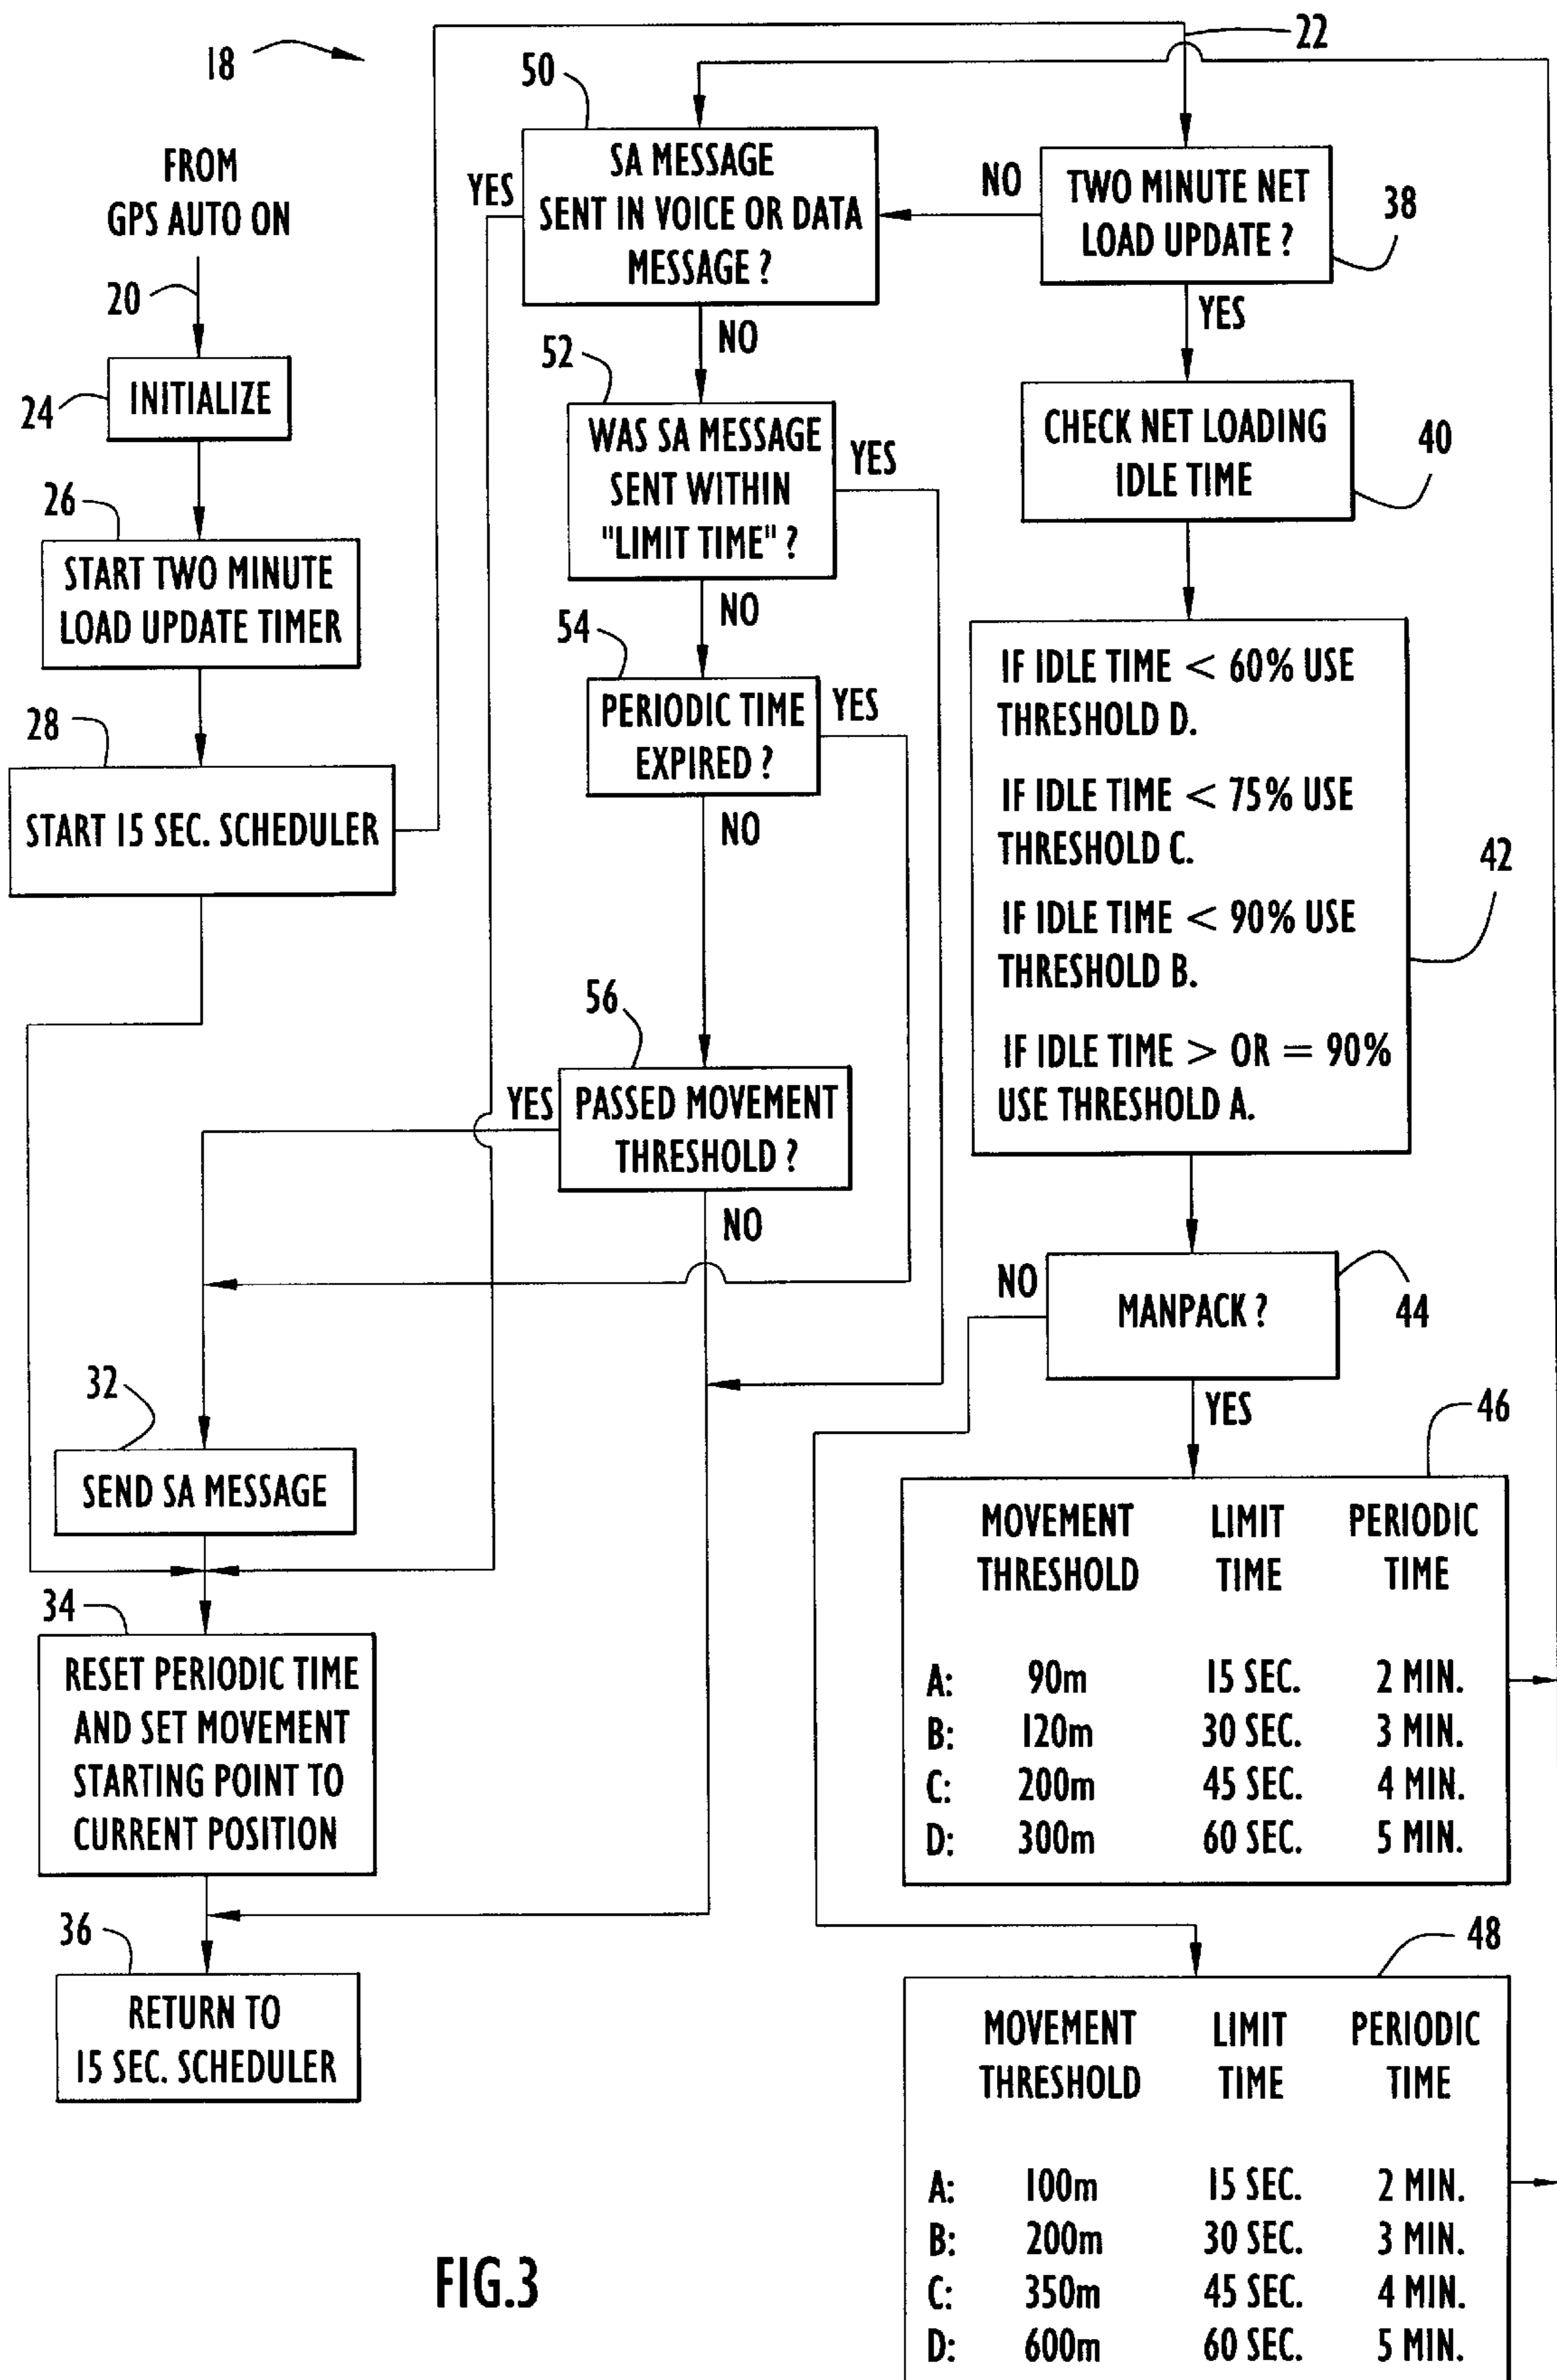 18
FROM
GPS AUTO ON
20
24
INITIALIZE
26
START TWO MINUTE
LOAD UPDATE TIMER
28
START 15 SEC. SCHEDULER
32
SEND SA MESSAGE
34
RESET PERIODIC TIME
AND SET MOVEMENT
STARTING POINT TO
CURRENT POSITION
36
RETURN TO
15 SEC. SCHEDULER
50
YES
SA MESSAGE
SENT IN VOICE OR DATA
MESSAGE ?
NO
52
WAS SA MESSAGE
SENT WITHIN
"LIMIT TIME" ?
YES
NO
54
PERIODIC TIME
EXPIRED ?
YES
NO
56
YES
PASSED MOVEMENT
THRESHOLD ?
NO
22
NO
TWO MINUTE NET
LOAD UPDATE ?
38
YES
CHECK NET LOADING
IDLE TIME
40
IF IDLE TIME < 60% USE
THRESHOLD D.
IF IDLE TIME < 75% USE
THRESHOLD C.
IF IDLE TIME < 90% USE
THRESHOLD B.
IF IDLE TIME > OR = 90%
USE THRESHOLD A.
42
NO
MANPACK ?
44
YES
46
MOVEMENT LIMIT PERIODIC
THRESHOLD TIME TIME
A: 90m 15 SEC. 2 MIN.
B: 120m 30 SEC. 3 MIN.
C: 200m 45 SEC. 4 MIN.
D: 300m 60 SEC. 5 MIN.
48
MOVEMENT LIMIT PERIODIC
THRESHOLD TIME TIME
A: 100m 15 SEC. 2 MIN.
B: 200m 30 SEC. 3 MIN.
C: 350m 45 SEC. 4 MIN.
D: 600m 60 SEC. 5 MIN.
FIG.3